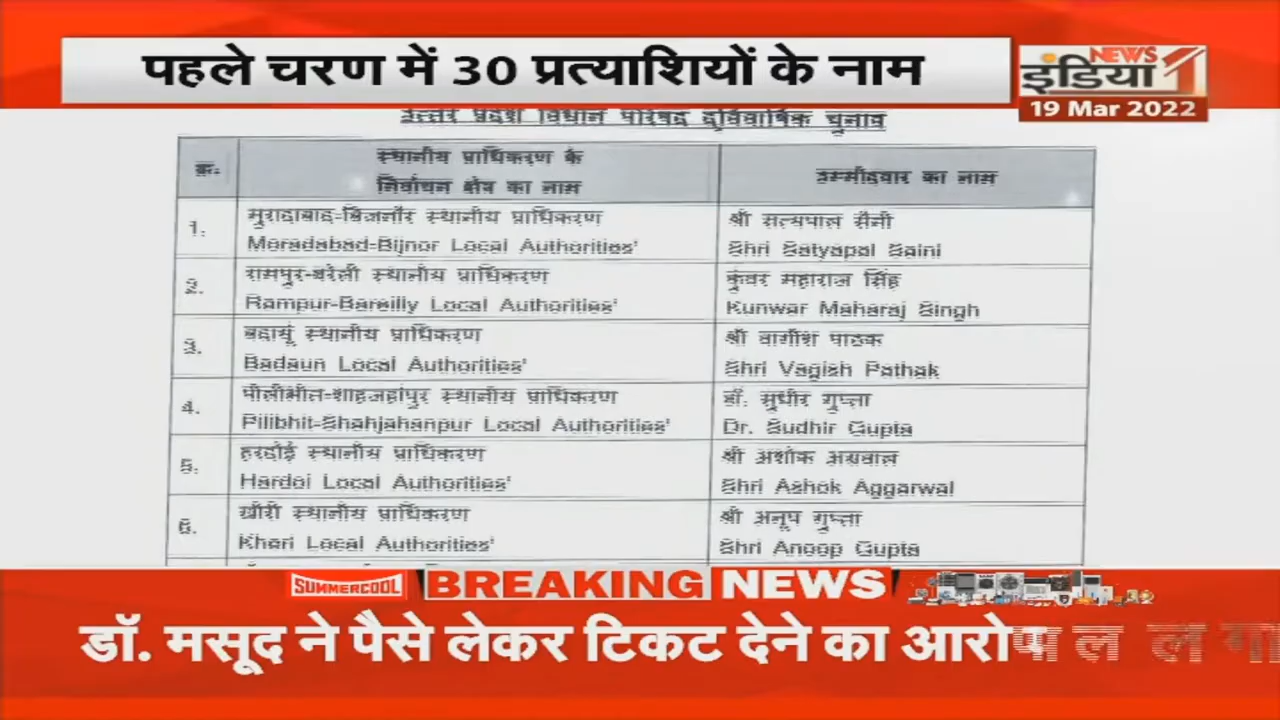 पहले चरण में 30 प्रत्याशियों के नाम
NEWS 1
इंडिया
19 Mar 2022
उत्तर प्रदेश विधान परिषद द्विवार्षिक चुनाव
क्र.
स्थानीय प्राधिकरण के
निर्वाचन क्षेत्र का नाम
उम्मीदवार का नाम
1.
मुरादाबाद-बिजनौर स्थानीय प्राधिकरण
Moradabad-Bijnor Local Authorities'
श्री सत्यपाल सैनी
Shri Satyapal Saini
2.
रामपुर-बरेली स्थानीय प्राधिकरण
Rampur-Bareilly Local Authorities'
कुंवर महाराज सिंह
Kunwar Maharaj Singh
3.
बदायूं स्थानीय प्राधिकरण
Badaun Local Authorities'
श्री वागीश पाठक
Shri Vagish Pathak
4.
पीलीभीत-शाहजहांपुर स्थानीय प्राधिकरण
Pilibhit-Shahjahanpur Local Authorities'
डॉ. सुधीर गुप्ता
Dr. Sudhir Gupta
5.
हरदोई स्थानीय प्राधिकरण
Hardoi Local Authorities'
श्री अशोक अग्रवाल
Shri Ashok Aggarwal
6.
खीरी स्थानीय प्राधिकरण
Kheri Local Authorities'
श्री अनूप गुप्ता
Shri Anoop Gupta
SUMMERCOOL
BREAKING NEWS
डॉ. मसूद ने पैसे लेकर टिकट देने का